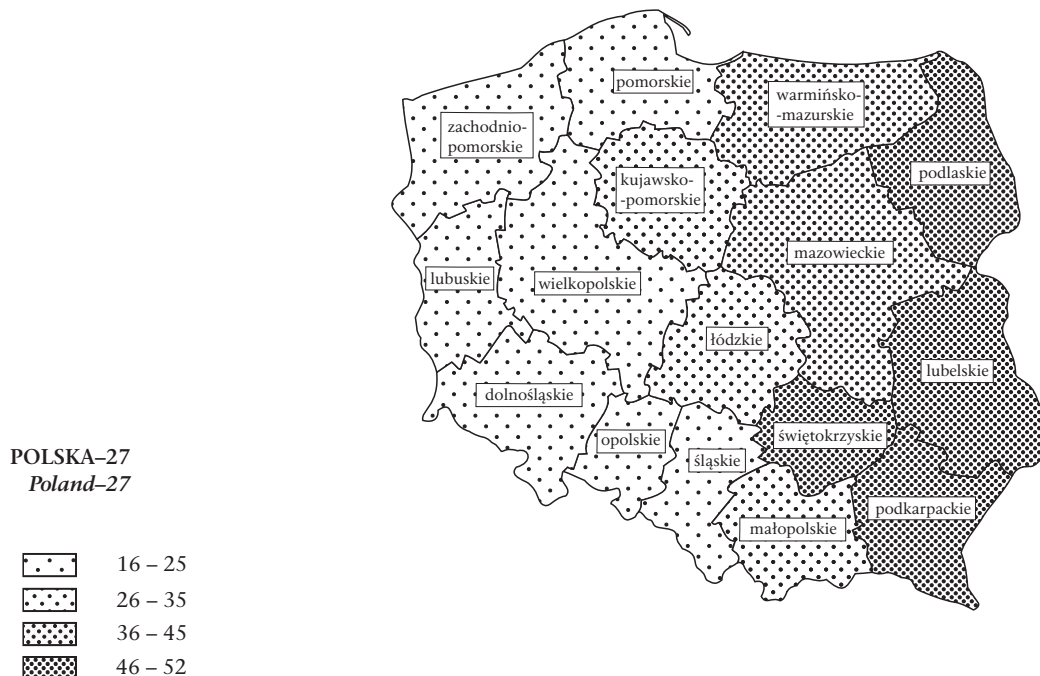 pomorskie
warmińsko-
-mazurskie
zachodnio-
pomorskie
podlaskie
kujawsko-
-pomorskie
mazowieckie
lubuskie
wielkopolskie
łódzkie
lubelskie
dolnośląskie
opolskie
świętokrzyskie
śląskie
podkarpackie
małopolskie
POLSKA–27
Poland–27
16 – 25
26 – 35
36 – 45
46 – 52